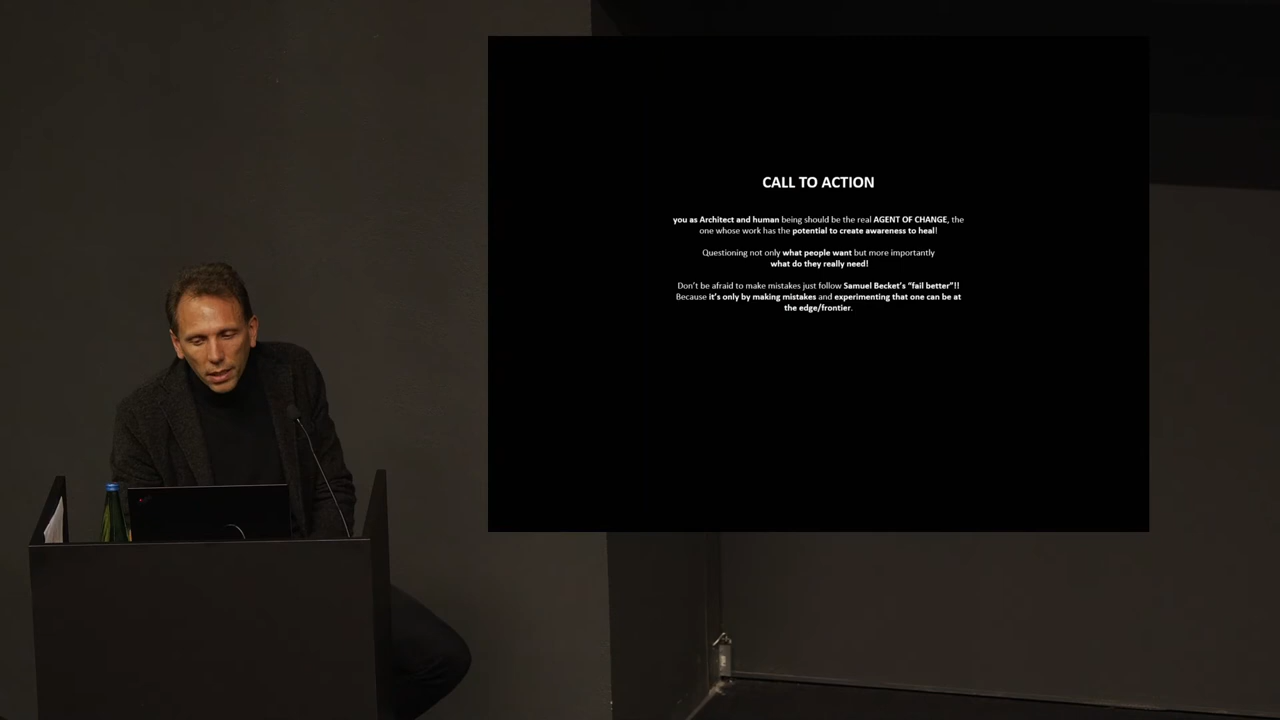 CALL TO ACTION
you as Architect and human being should be the real AGENT OF CHANGE, the
one whose work has the potential to create awareness to heal!
Questioning not only what people want but more importantly
what do they really need!
Don't be afraid to make mistakes just follow Samuel Becket's “fail better”!!
Because it's only by making mistakes and experimenting that one can be at
the edge/frontier.